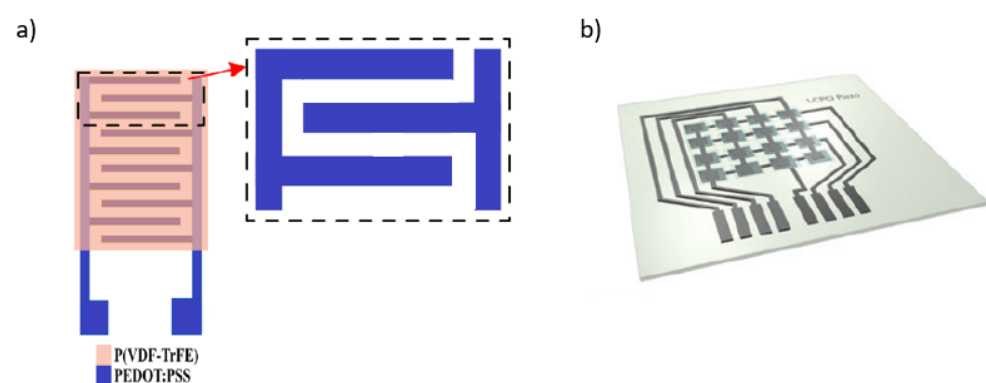 a)
b)
LCPO Piezo
P(VDF-TrFE)
PEDOT:PSS